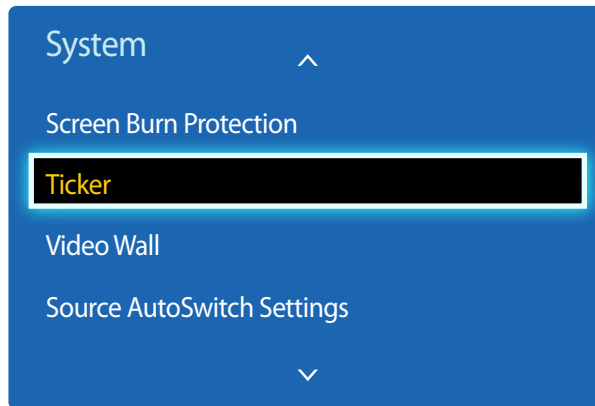 System
Screen Burn Protection
Ticker
Video Wall
Source AutoSwitch Settings